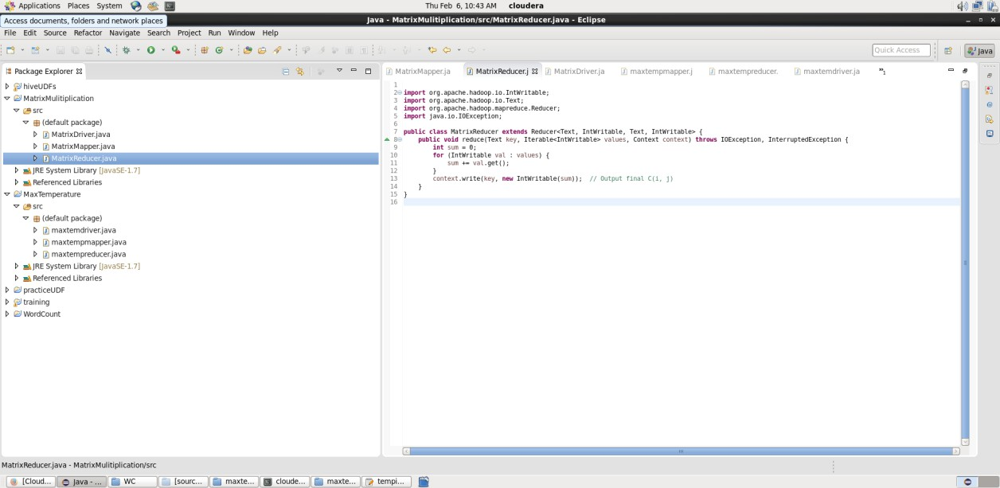 Applications Places System
Thu Feb 6, 10:43 AM cloudera
Access documents, folders and network places
Java - MatrixMulitiplication/src/MatrixReducer.java - Eclipse
File Edit Source Refactor Navigate Search Project Run Window Help
Quick Access
Java
Package Explorer
MatrixMapper.ja MatrixReducer.j MatrixDriver.ja maxtempmapper.j maxtempreducer. maxtemdriver.ja »1
hiveUDFs
MatrixMulitiplication
src
(default package)
MatrixDriver.java
MatrixMapper.java
MatrixReducer.java
JRE System Library [JavaSE-1.7]
Referenced Libraries
MaxTemperature
src
(default package)
maxtemdriver.java
maxtempmapper.java
maxtempreducer.java
JRE System Library [JavaSE-1.7]
Referenced Libraries
practiceUDF
training
WordCount
1
2 import org.apache.hadoop.io.IntWritable;
3 import org.apache.hadoop.io.Text;
4 import org.apache.hadoop.mapreduce.Reducer;
5 import java.io.IOException;
6
7 public class MatrixReducer extends Reducer<Text, IntWritable, Text, IntWritable> {
8 public void reduce(Text key, Iterable<IntWritable> values, Context context) throws IOException, InterruptedException {
9 int sum = 0;
10 for (IntWritable val : values) {
11 sum += val.get();
12 }
13 context.write(key, new IntWritable(sum)); // Output final C(i, j)
14 }
15 }
16
MatrixReducer.java - MatrixMulitiplication/src
[Cloud... Java - ... WC [sourc... maxte... cloude... maxte... tempi...